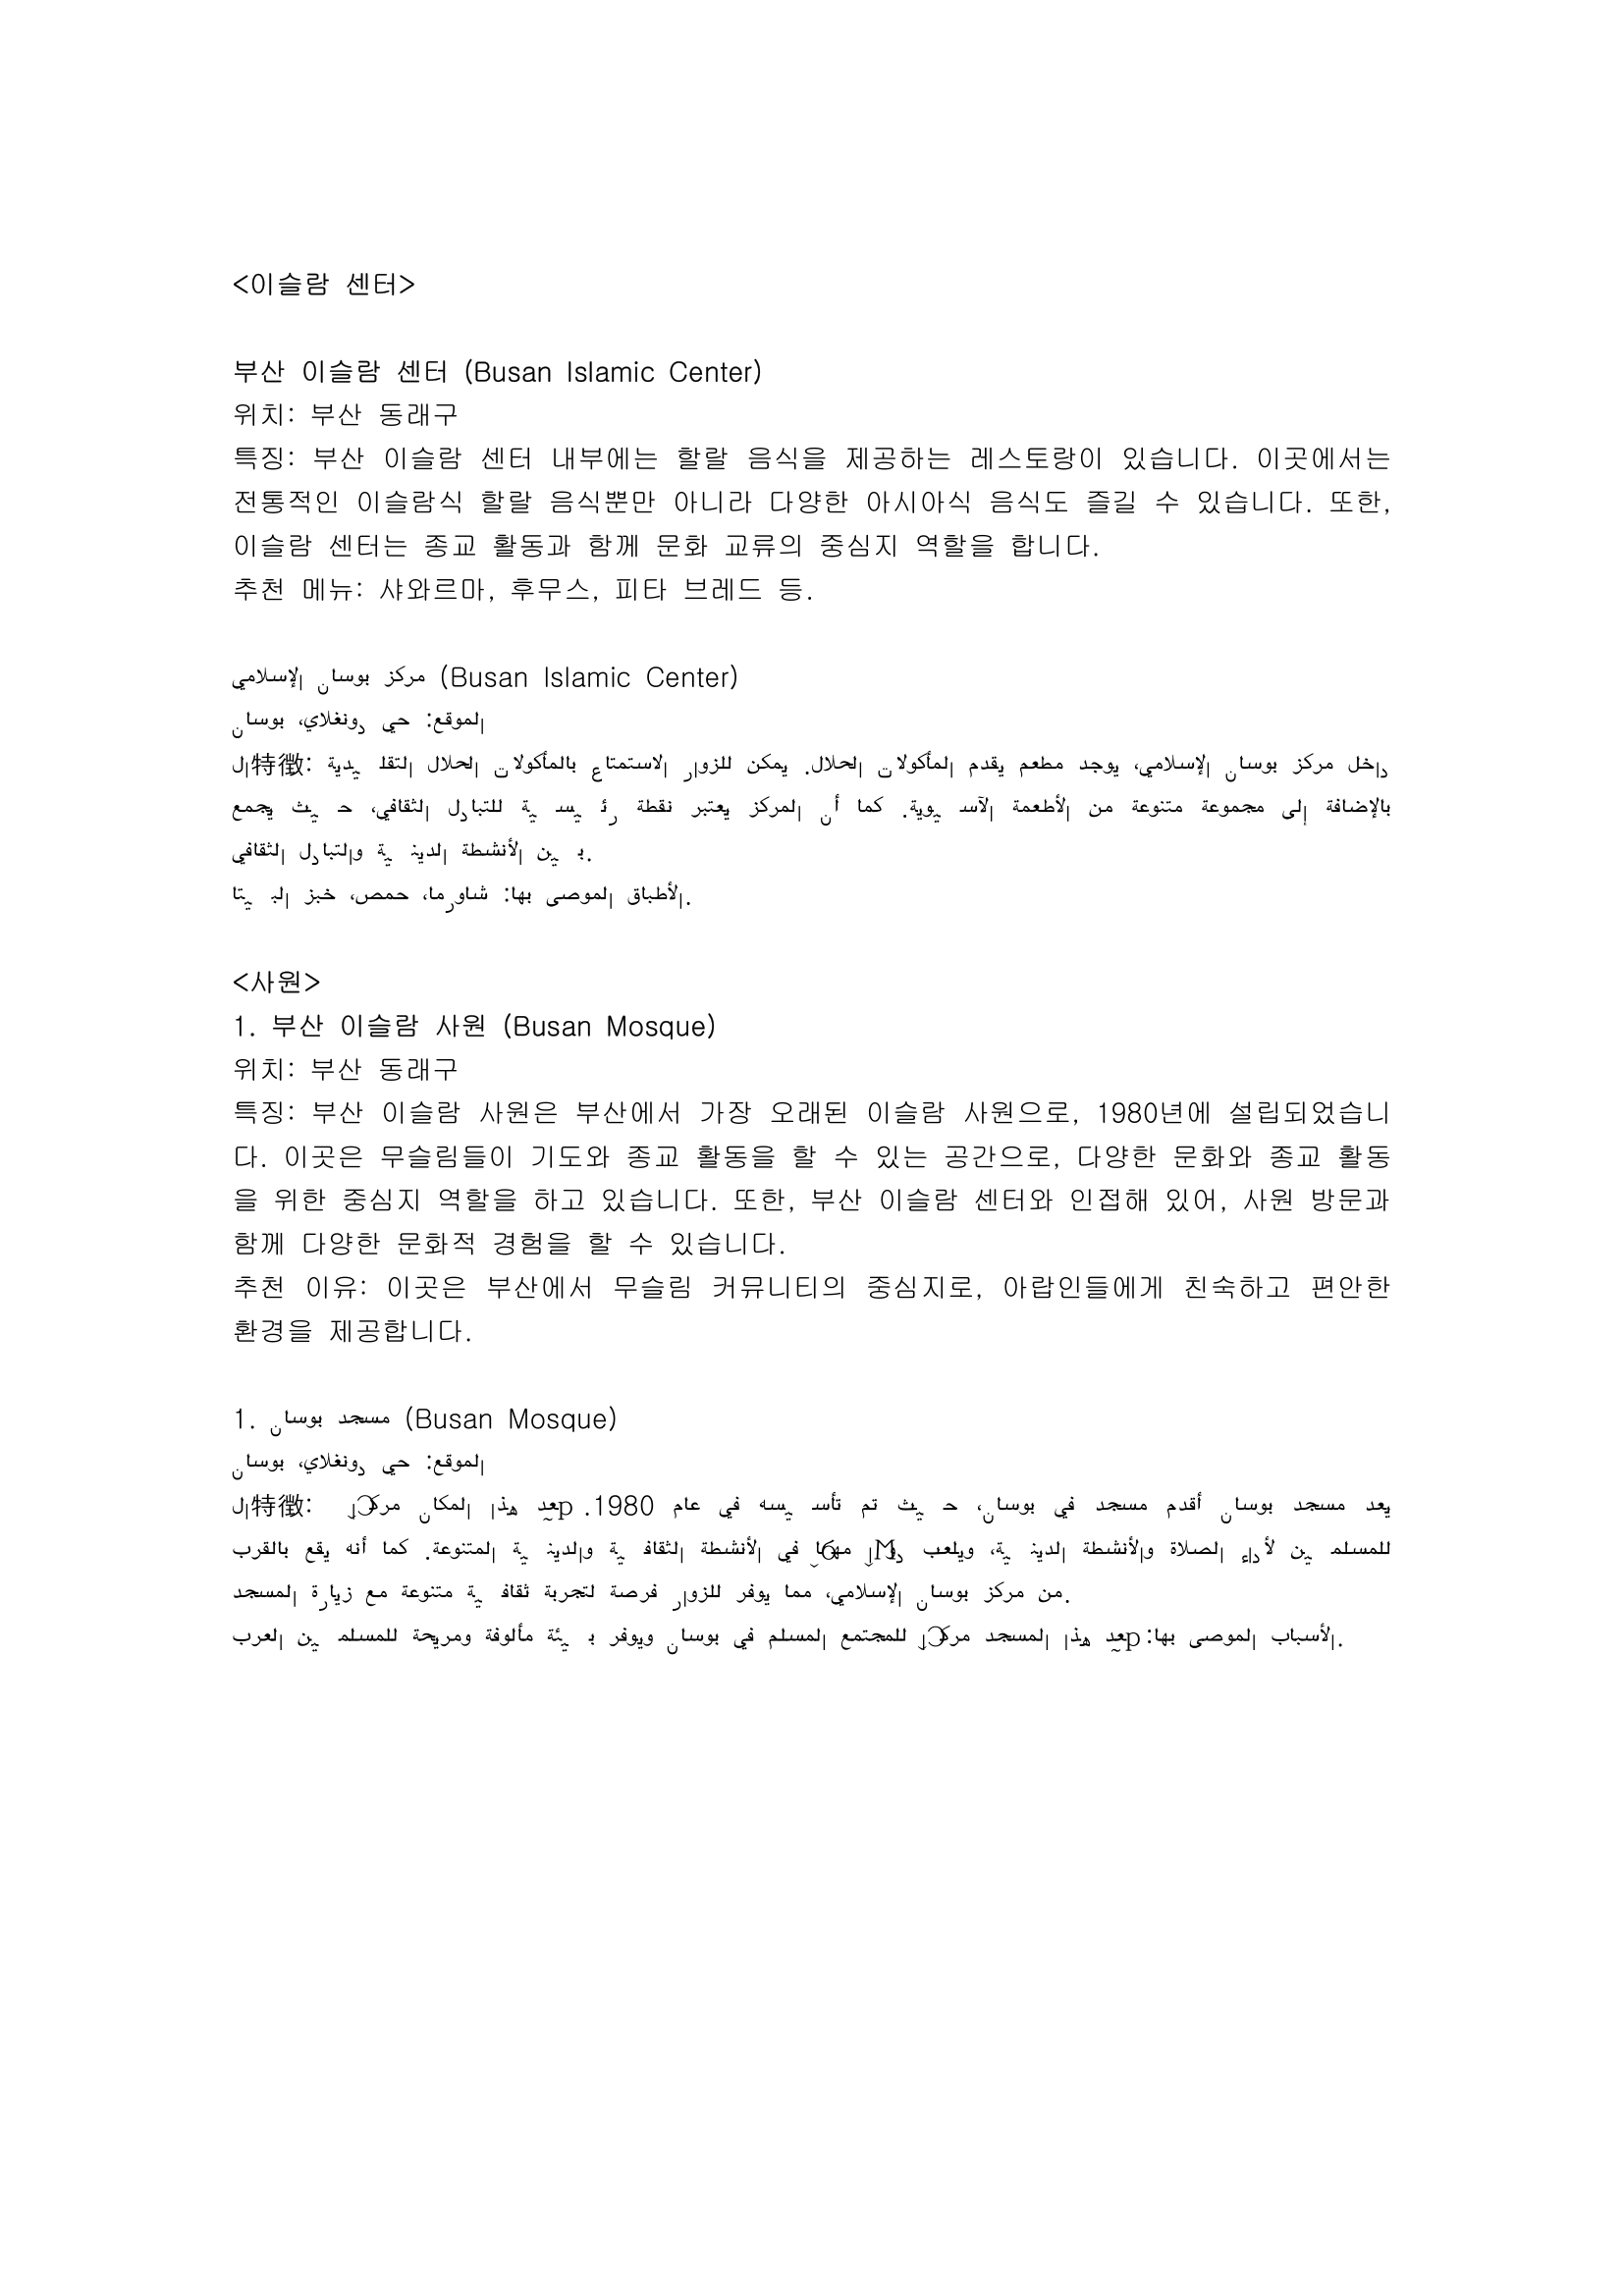 <이슬람 센터>
부산 이슬람 센터 (Busan Islamic Center)
위치: 부산 동래구
특징: 부산 이슬람 센터 내부에는 할랄 음식을 제공하는 레스토랑이 있습니다. 이곳에서는
전통적인 이슬람식 할랄 음식뿐만 아니라 다양한 아시아식 음식도 즐길 수 있습니다. 또한,
이슬람 센터는 종교 활동과 함께 문화 교류의 중심지 역할을 합니다.
추천 메뉴: 샤와르마, 후무스, 피타 브레드 등.
مركز بوسان الإسلامي (Busan Islamic Center)
الموقع: حي دونغلاي، بوسان
ال特徵: داخل مركز بوسان الإسلامي، يوجد مطعم يقدم المأكولات الحلال. يمكن للزوار الاستمتاع بالمأكولات الحلال التقليدية
بالإضافة إلى مجموعة متنوعة من الأطعمة الآسيوية. كما أن المركز يعتبر نقطة رئيسية للتبادل الثقافي، حيث يجمع
بين الأنشطة الدينية والتبادل الثقافي.
الأطباق الموصى بها: شاورما، حمص، خبز البيتا.
<사원>
1. 부산 이슬람 사원 (Busan Mosque)
위치: 부산 동래구
특징: 부산 이슬람 사원은 부산에서 가장 오래된 이슬람 사원으로, 1980년에 설립되었습니
다. 이곳은 무슬림들이 기도와 종교 활동을 할 수 있는 공간으로, 다양한 문화와 종교 활동
을 위한 중심지 역할을 하고 있습니다. 또한, 부산 이슬람 센터와 인접해 있어, 사원 방문과
함께 다양한 문화적 경험을 할 수 있습니다.
추천 이유: 이곳은 부산에서 무슬림 커뮤니티의 중심지로, 아랍인들에게 친숙하고 편안한
환경을 제공합니다.
1. مسجد بوسان (Busan Mosque)
الموقع: حي دونغلاي، بوسان
ال特徵: يعد مسجد بوسان أقدم مسجد في بوسان، حيث تم تأسيسه في عام 1980. هذا المكان
للمسلمين لأداء الصلاة والأنشطة الدينية، ويلعب في الأنشطة الثقافية والدينية المتنوعة. كما أنه يقع بالقرب
من مركز بوسان الإسلامي، مما يوفر للزوار فرصة لتجربة ثقافية متنوعة مع زيارة المسجد.
الأسباب الموصى بها: هذا المسجد للمجتمع المسلم في بوسان ويوفر بيئة مألوفة ومريحة للمسلمين العرب.